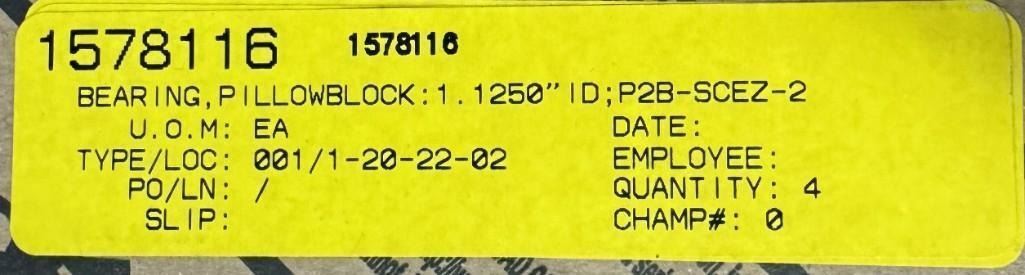 1578116 1578116
BEARING,PILLOWBLOCK:1.1250"ID;P2B-SCEZ-2
U.O.M: EA DATE:
TYPE/LOC: 001/1-20-22-02 EMPLOYEE:
PO/LN: / QUANTITY: 4
SLIP: CHAMP#: 0